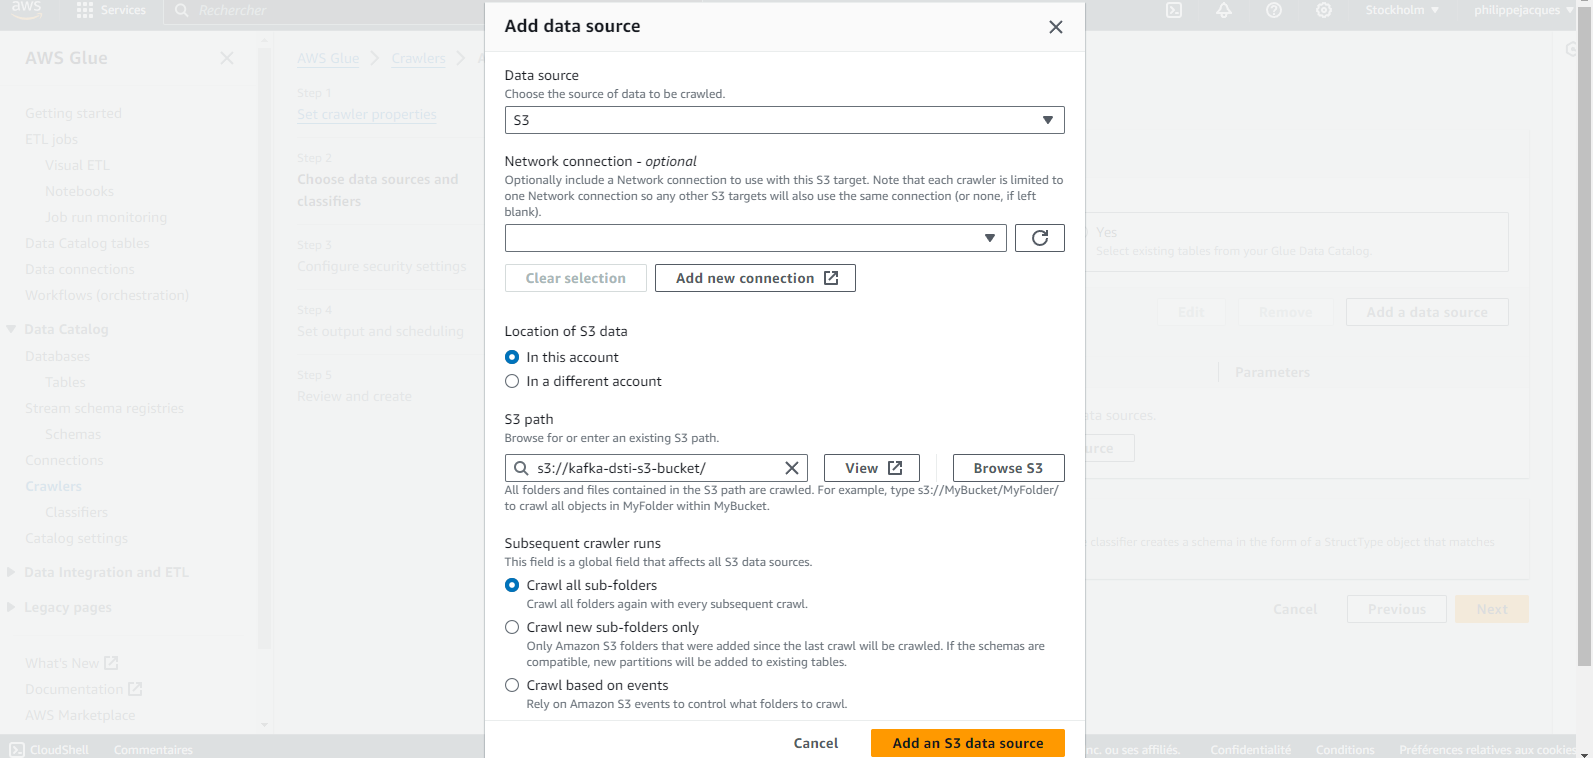 aws
Services
Rechercher
Stockholm
philippejacques
AWS Glue
Getting started
ETL jobs
Visual ETL
Notebooks
Job run monitoring
Data Catalog tables
Data connections
Workflows (orchestration)
Data Catalog
Databases
Tables
Stream schema registries
Schemas
Connections
Crawlers
Classifiers
Catalog settings
Data Integration and ETL
Legacy pages
What's New
Documentation
AWS Marketplace
AWS Glue
Crawlers
Step 1
Set crawler properties
Step 2
Choose data sources and
classifiers
Step 3
Configure security settings
Step 4
Set output and scheduling
Step 5
Review and create
Add data source
Data source
Choose the source of data to be crawled.
S3
Network connection - optional
Optionally include a Network connection to use with this S3 target. Note that each crawler is limited to
one Network connection so any other S3 targets will also use the same connection (or none, if left
blank).
Clear selection
Add new connection
Location of S3 data
In this account
In a different account
S3 path
Browse for or enter an existing S3 path.
s3://kafka-dsti-s3-bucket/
View
Browse S3
All folders and files contained in the S3 path are crawled. For example, type s3://MyBucket/MyFolder/
to crawl all objects in MyFolder within MyBucket.
Subsequent crawler runs
This field is a global field that affects all S3 data sources.
Crawl all sub-folders
Crawl all folders again with every subsequent crawl.
Crawl new sub-folders only
Only Amazon S3 folders that were added since the last crawl will be crawled. If the schemas are
compatible, new partitions will be added to existing tables.
Crawl based on events
Rely on Amazon S3 events to control what folders to crawl.
Cancel
Add an S3 data source
Yes
Select existing tables from your Glue Data Catalog.
Edit
Remove
Add a data source
Parameters
sources.
classifier creates a schema in the form of a StructType object that matches
Cancel
Previous
Next
CloudShell
Commentaires
ou ses affiliés.
Confidentialité
Conditions
Préférences relatives aux cookies